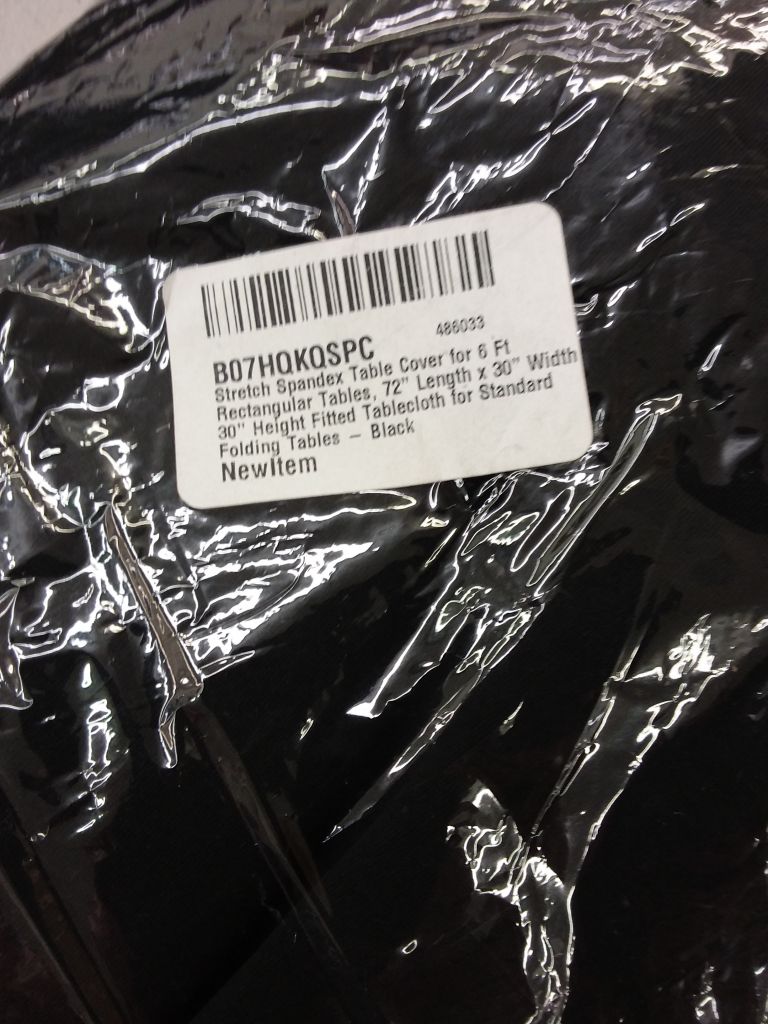 486033
B07HQKQSPC
Stretch Spandex Table Cover for 6 Ft
Rectangular Tables, 72" Length x 30" Width
30" Height Fitted Tablecloth for Standard
Folding Tables – Black
NewItem